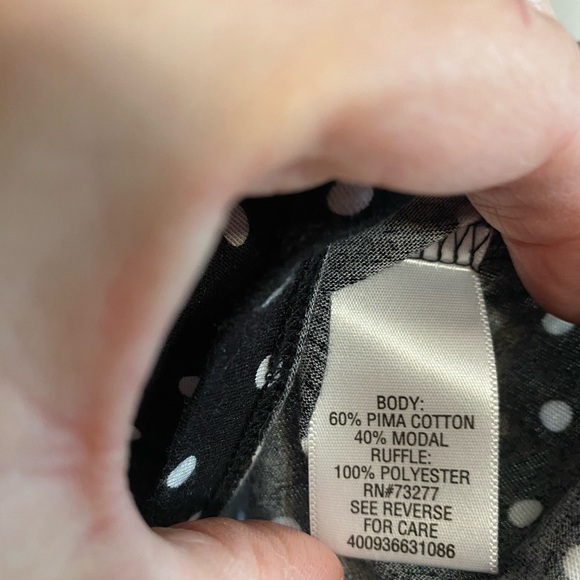 BODY:
60% PIMA COTTON
40% MODAL
RUFFLE:
100% POLYESTER
RN#73277
SEE REVERSE
FOR CARE
400936631086